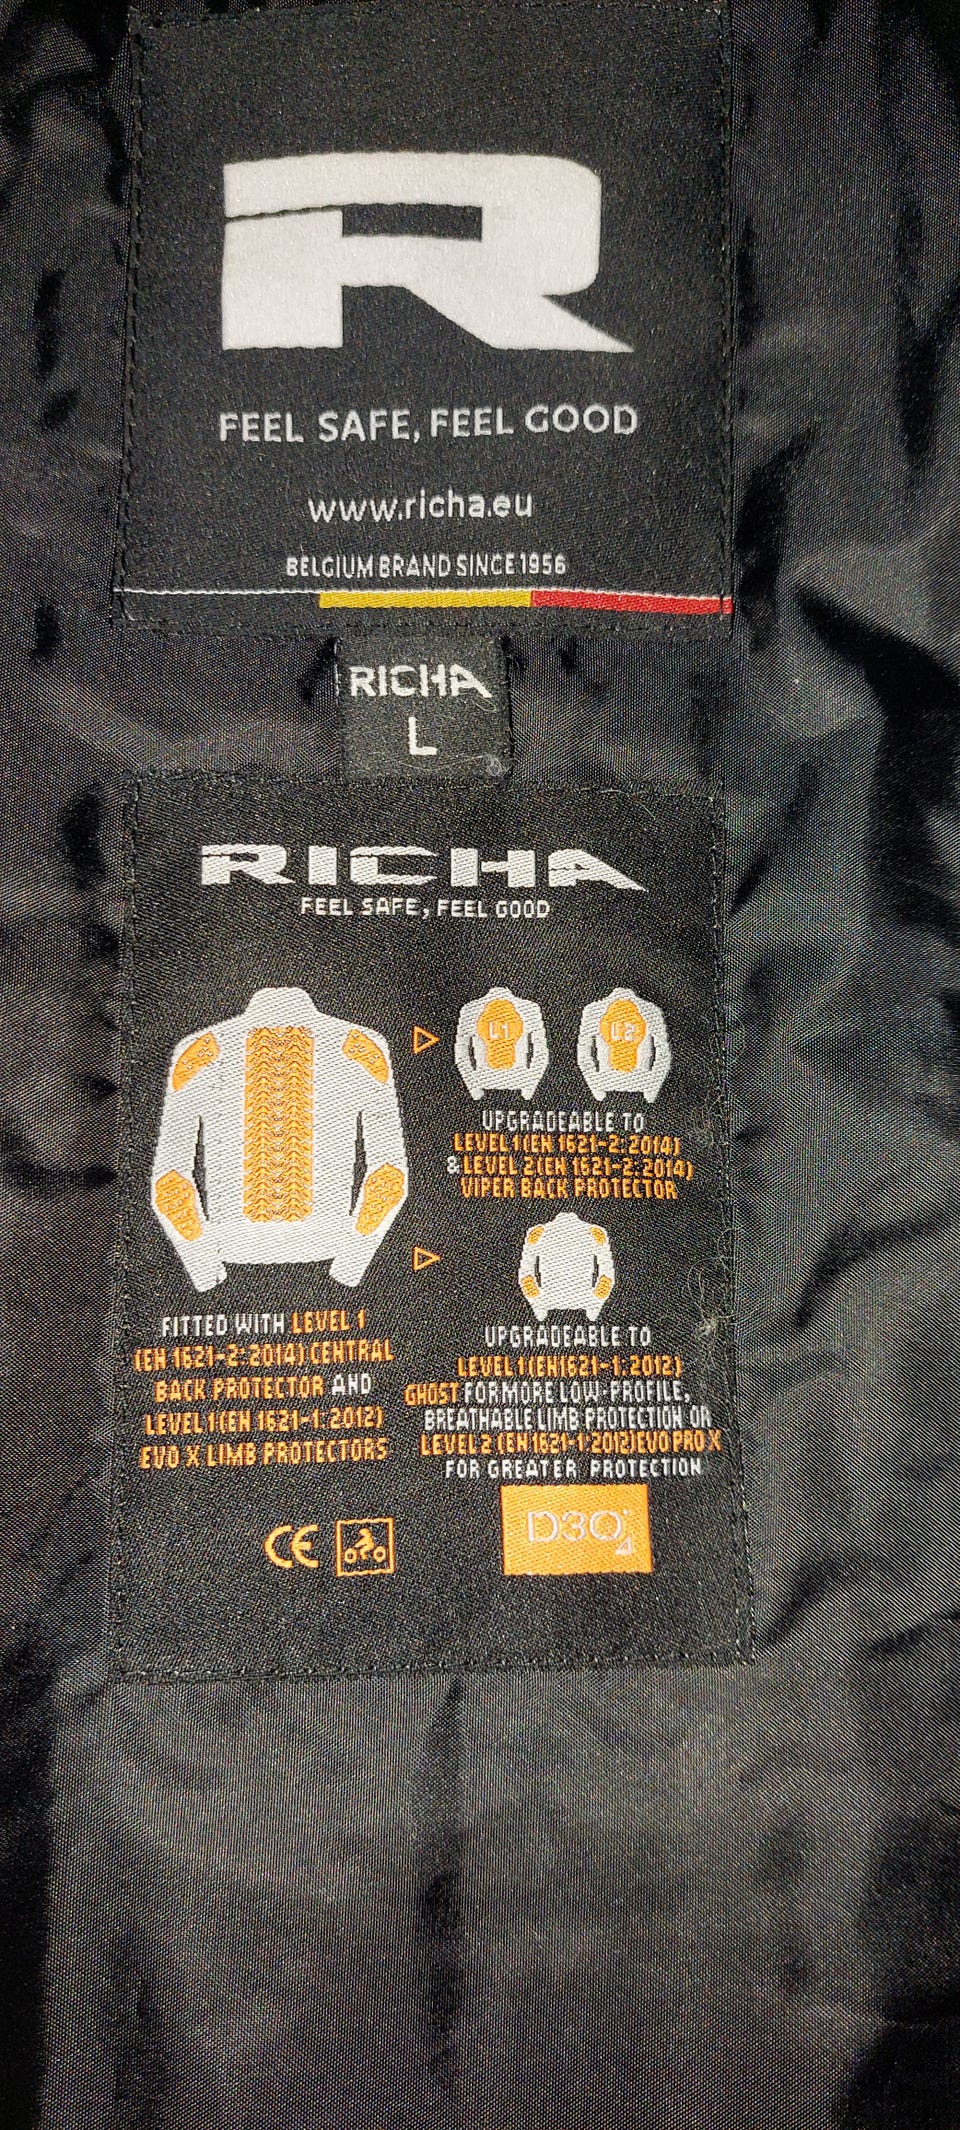 R
FEEL SAFE, FEEL GOOD
www.richa.eu
BELGIUM BRAND SINCE 1956
RICHA
L
RICHA
FEEL SAFE, FEEL GOOD
L1 L2
UPGRADEABLE TO
LEVEL 1 (EN 1621-2:2014)
& LEVEL 2 (EN 1621-2:2014)
VIPER BACK PROTECTOR
FITTED WITH LEVEL 1
(EN 1621-2:2014) CENTRAL
BACK PROTECTOR AND
LEVEL 1 (EN 1621-1:2012)
EVO X LIMB PROTECTORS
UPGRADEABLE TO
LEVEL 1 (EN1621-1:2012)
GHOST FOR MORE LOW-PROFILE,
BREATHABLE LIMB PROTECTION OR
LEVEL 2 (EN1621-1:2012) EVO PRO X
FOR GREATER PROTECTION
CE
D3O